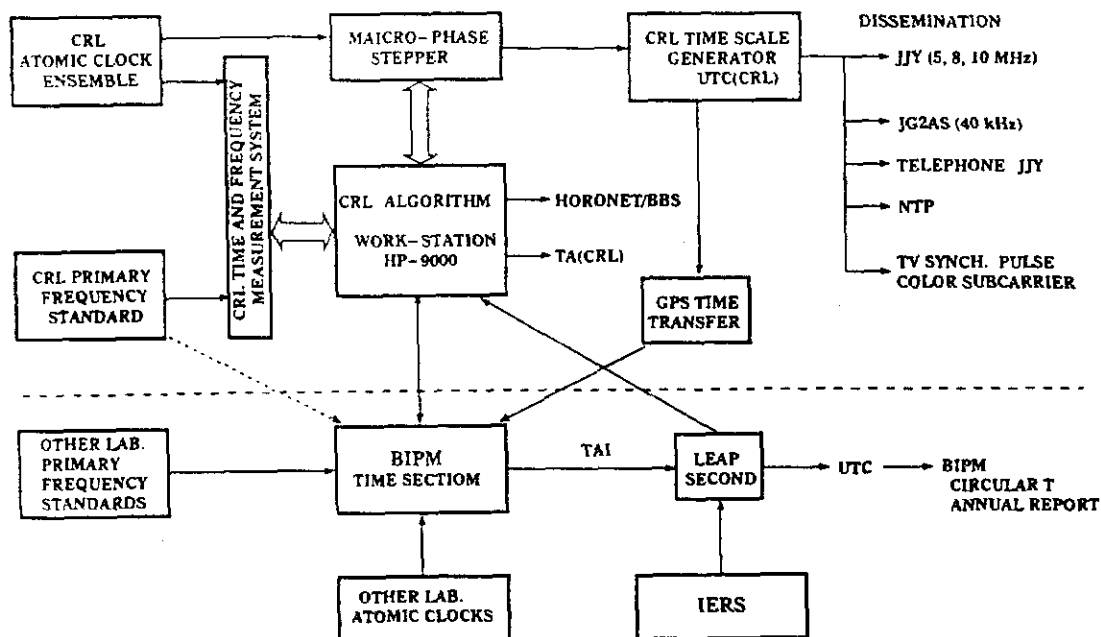 CRL
ATOMIC CLOCK
ENSEMBLE
MAICRO-PHASE
STEPPER
CRL TIME SCALE
GENERATOR
UTC(CRL)
DISSEMINATION
JJY (5, 8, 10 MHz)
JG2AS (40 kHz)
TELEPHONE JJY
NTP
TV SYNCH. PULSE
COLOR SUBCARRIER
CRL TIME AND FREQUENCY
MEASUREMENT SYSTEM
CRL ALGORITHM
WORK-STATION
HP-9000
HORONET/BBS
TA(CRL)
CRL PRIMARY
FREQUENCY
STANDARD
GPS TIME
TRANSFER
OTHER LAB.
PRIMARY
FREQUENCY
STANDARDS
BIPM
TIME SECTIOM
TAI
LEAP
SECOND
UTC
BIPM
CIRCULAR T
ANNUAL REPORT
OTHER LAB.
ATOMIC CLOCKS
IERS